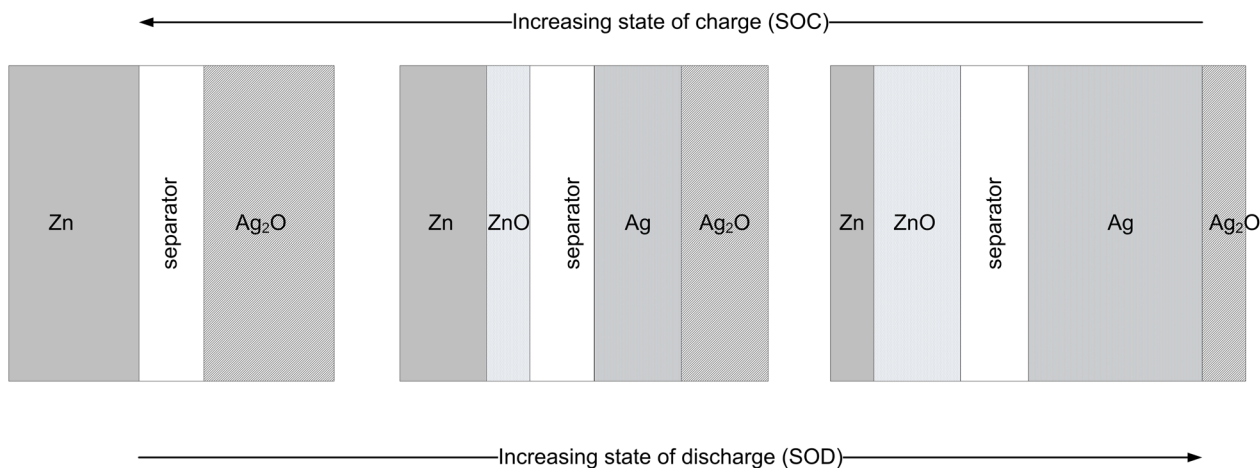 Increasing state of charge (SOC)
Zn
separator
Ag₂O
Zn
ZnO
separator
Ag
Ag₂O
Zn
ZnO
separator
Ag
Ag₂O
Increasing state of discharge (SOD)